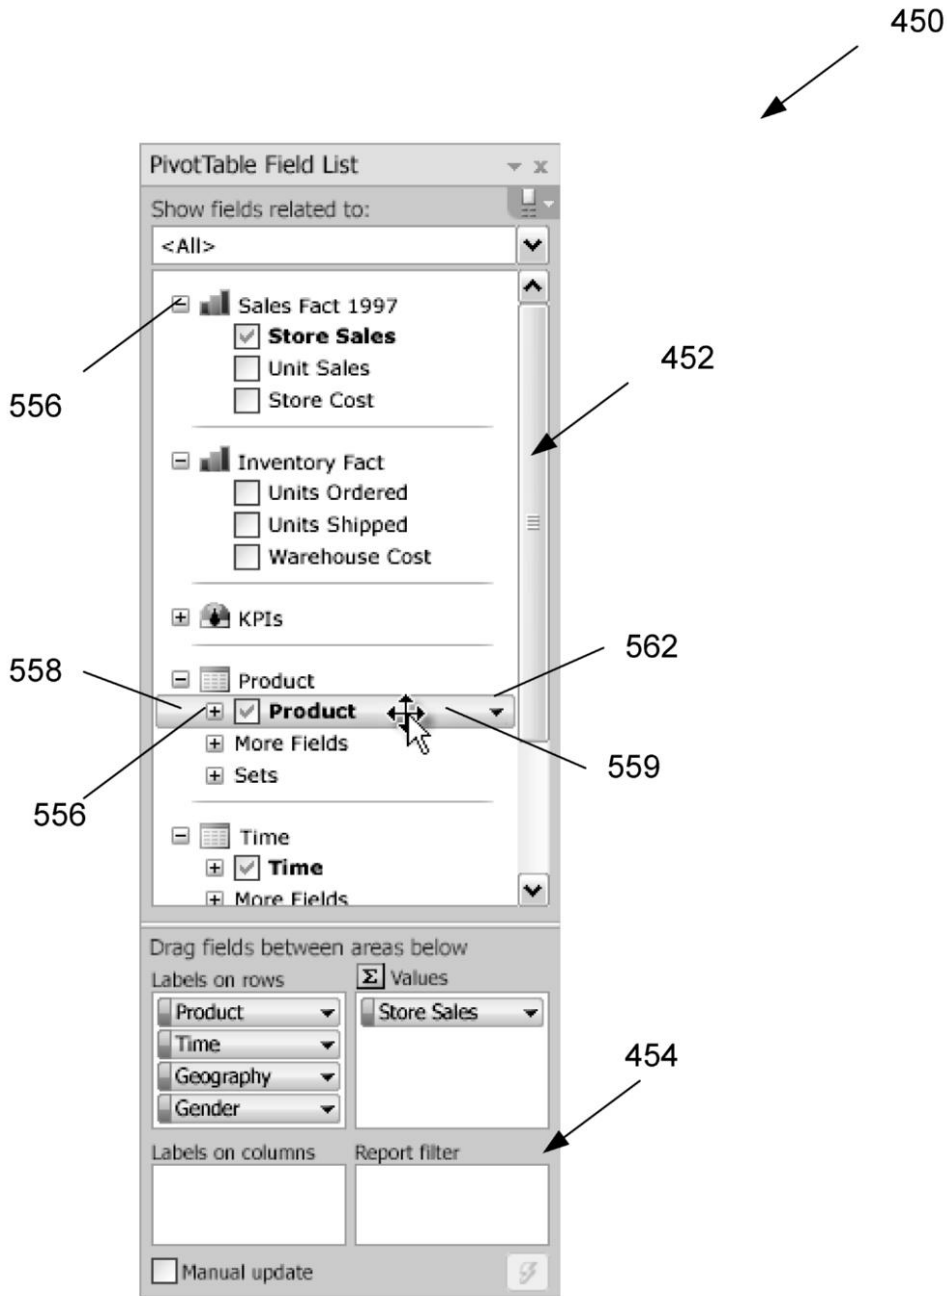 450
PivotTable Field List
Show fields related to:
<All>
Sales Fact 1997
Store Sales
Unit Sales
452
Store Cost
556
Inventory Fact
Units Ordered
Units Shipped
Warehouse Cost
KPIs
562
558
Product
Product
More Fields
559
Sets
556
Time
Time
More Fields
Drag fields between areas below
Labels on rows Σ Values
Product Store Sales
Time
454
Geography
Gender
Labels on columns Report filter
Manual update